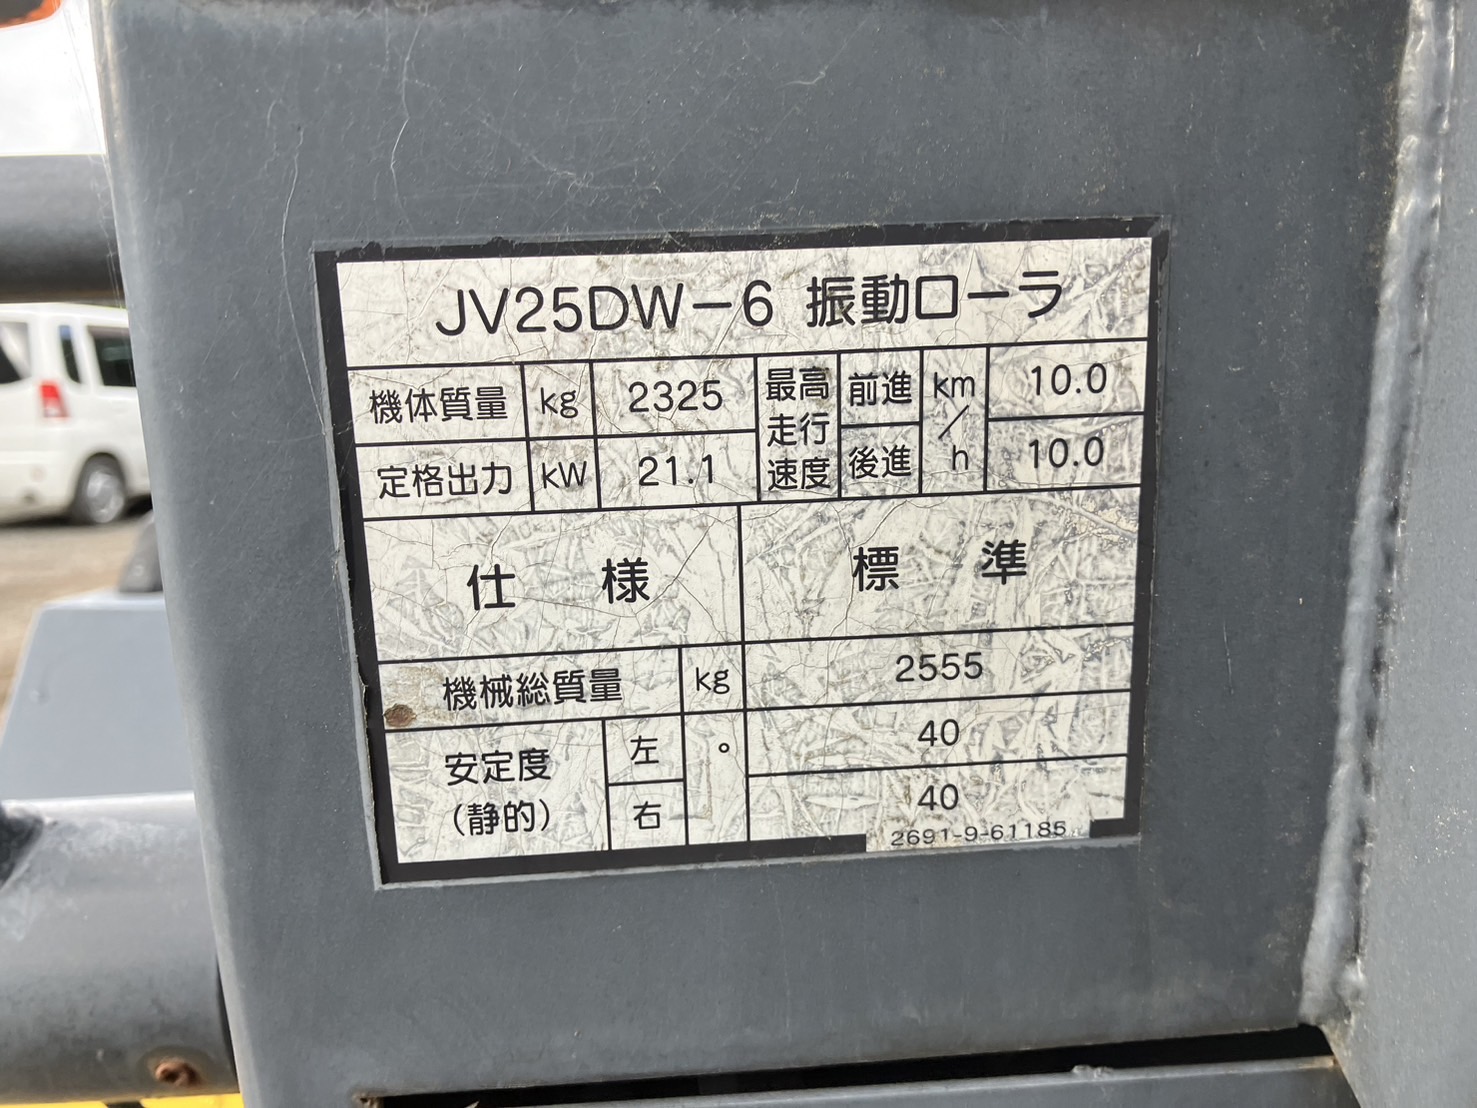 JV25DW-6 振動ローラ
機体質量 kg 2325
定格出力 kW 21.1
最高走行速度 前進 km/h 10.0
後進 10.0
仕様 標準
機械総質量 kg 2555
安定度(静的) 左 ° 40
右 40
2691-9-61185